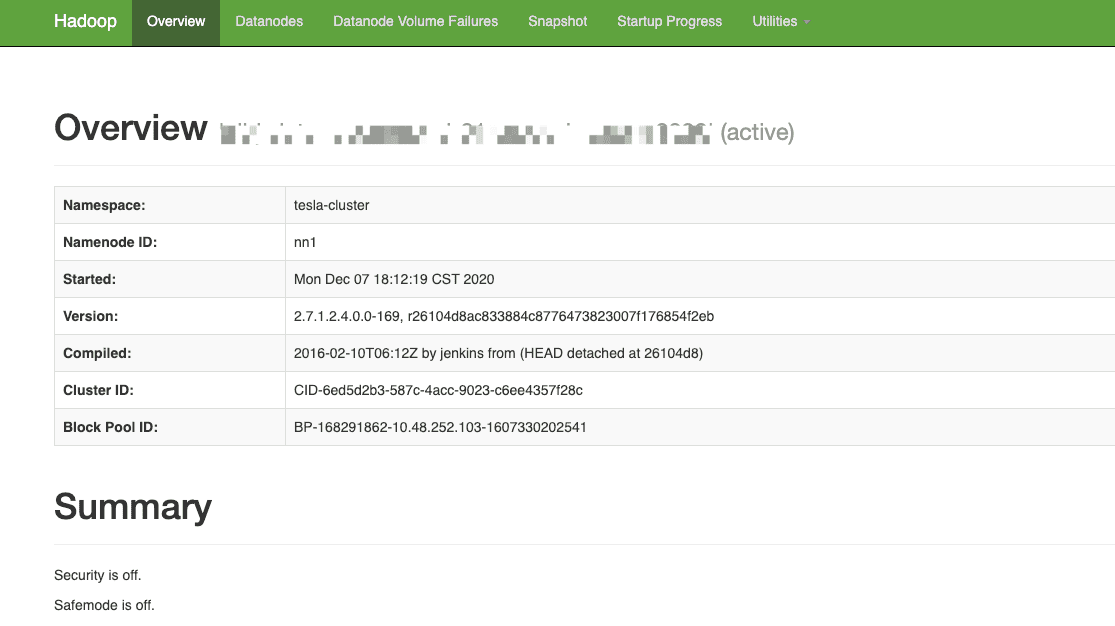 Hadoop Overview Datanodes Datanode Volume Failures Snapshot Startup Progress Utilities
Overview (active)
Namespace: tesla-cluster
Namenode ID: nn1
Started: Mon Dec 07 18:12:19 CST 2020
Version: 2.7.1.2.4.0.0-169, r26104d8ac833884c8776473823007f176854f2eb
Compiled: 2016-02-10T06:12Z by jenkins from (HEAD detached at 26104d8)
Cluster ID: CID-6ed5d2b3-587c-4acc-9023-c6ee4357f28c
Block Pool ID: BP-168291862-10.48.252.103-1607330202541
Summary
Security is off.
Safemode is off.